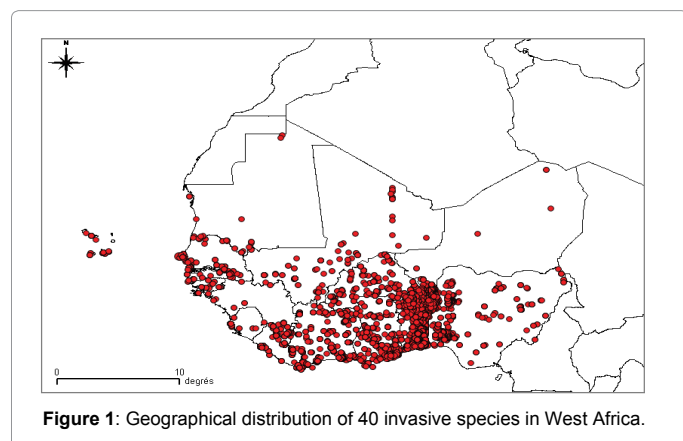 N
0 10
degrés
Figure 1: Geographical distribution of 40 invasive species in West Africa.